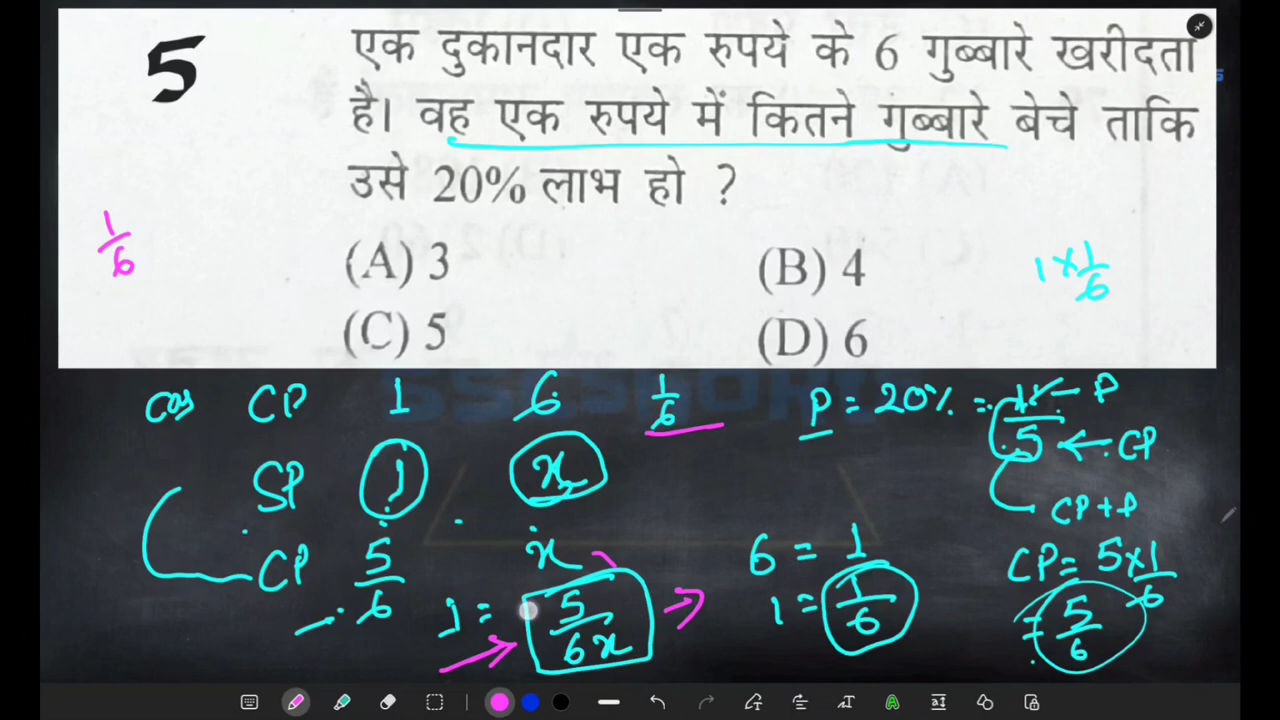 5
एक दुकानदार एक रुपये के 6 गुब्बारे खरीदता
है। वह एक रुपये में कितने गुब्बारे बेचे ताकि
उसे 20% लाभ हो ?
1/6
(A) 3
(B) 4
1 × 1/6
(C) 5
(D) 6
CP 1 6 1/6
P = 20% =
5 ← CP
← P
SP 1 x
CP + P
CP 5/6 x
6 = 1
CP = 5 × 1/6
1 = 5/6x
1 = 1/6
= 5/6